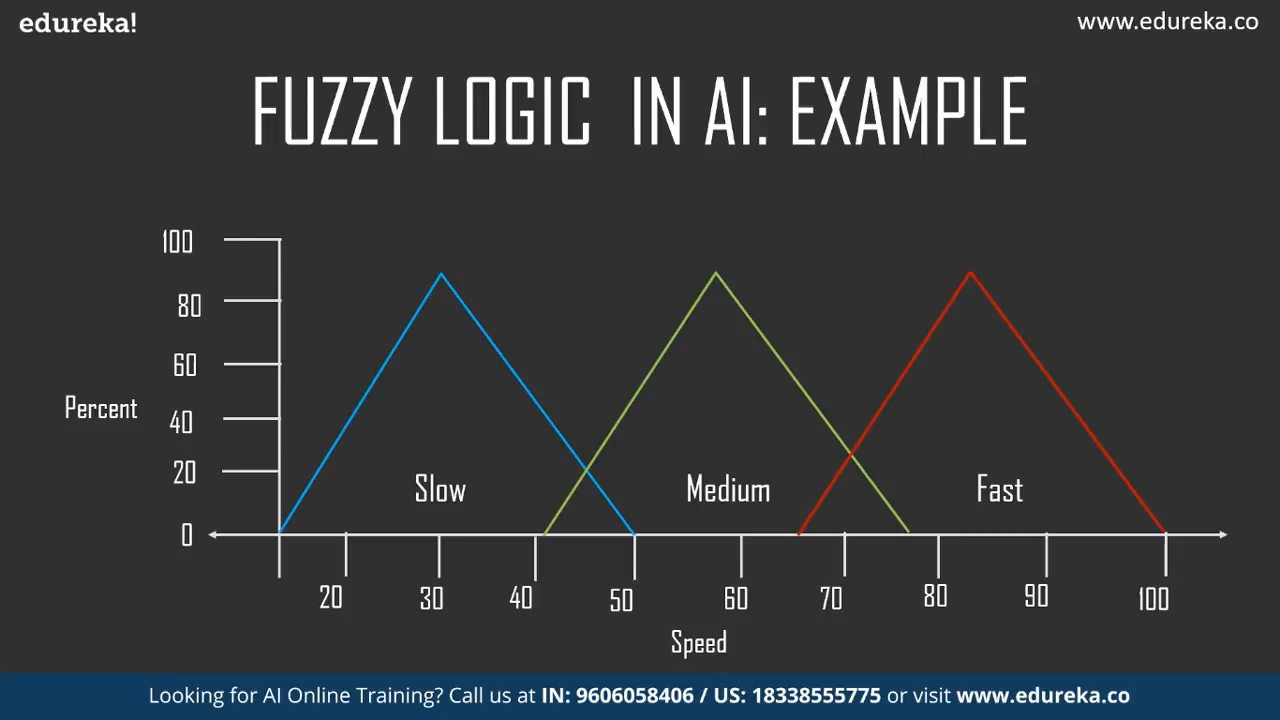 edureka!
www.edureka.co
FUZZY LOGIC IN AI: EXAMPLE
100
80
60
Percent
40
20
0
Slow
Medium
Fast
20 30 40 50 60 70 80 90 100
Speed
Looking for AI Online Training? Call us at IN: 9606058406 / US: 18338555775 or visit www.edureka.co